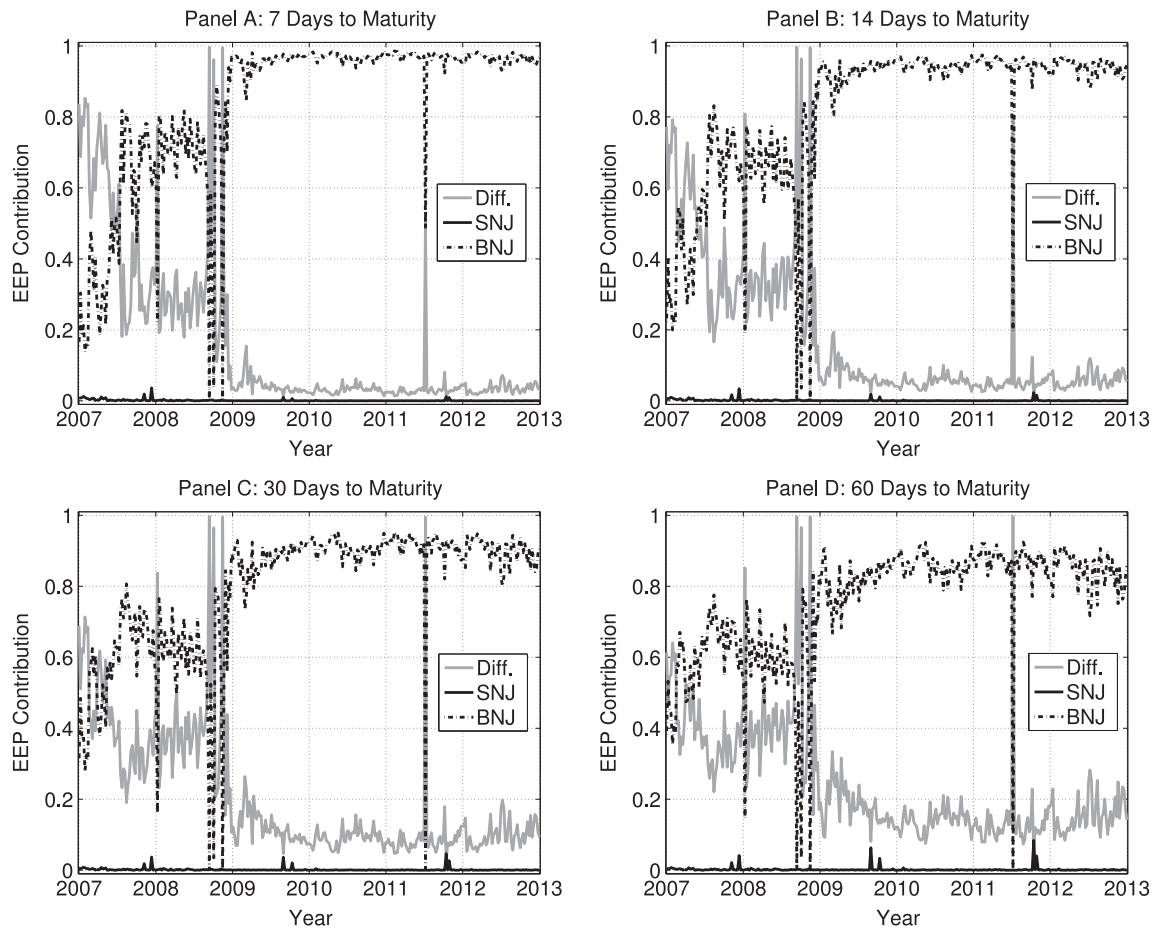 Panel A: 7 Days to Maturity
EEP Contribution
1
0.8
0.6
0.4
0.2
0
Diff.
SNJ
BNJ
2007 2008 2009 2010 2011 2012 2013
Year
Panel B: 14 Days to Maturity
EEP Contribution
1
0.8
0.6
0.4
0.2
0
Diff.
SNJ
BNJ
2007 2008 2009 2010 2011 2012 2013
Year
Panel C: 30 Days to Maturity
EEP Contribution
1
0.8
0.6
0.4
0.2
0
Diff.
SNJ
BNJ
2007 2008 2009 2010 2011 2012 2013
Year
Panel D: 60 Days to Maturity
EEP Contribution
1
0.8
0.6
0.4
0.2
0
Diff.
SNJ
BNJ
2007 2008 2009 2010 2011 2012 2013
Year